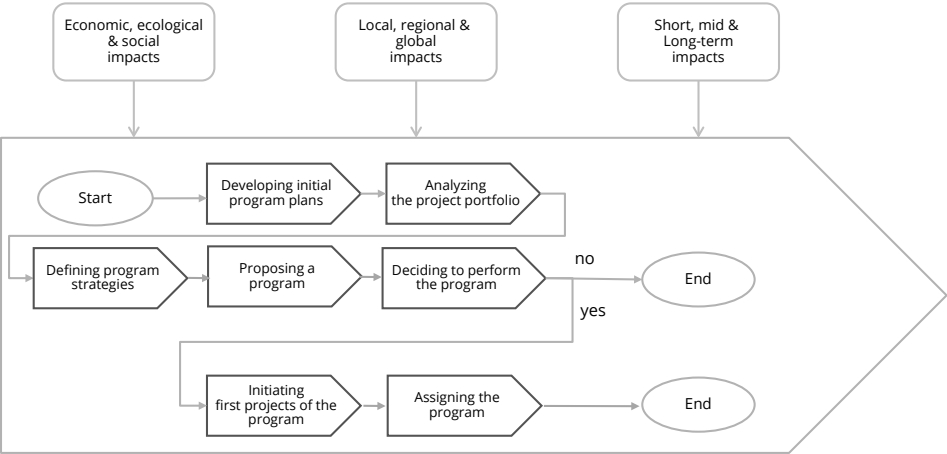 Economic, ecological
& social
impacts
Local, regional &
global
impacts
Short, mid &
Long-term
impacts
Start
Developing initial
program plans
Analyzing
the project portfolio
Defining program
strategies
Proposing a
program
Deciding to perform
the program
no
yes
End
Initiating
first projects of the
program
Assigning the
program
End